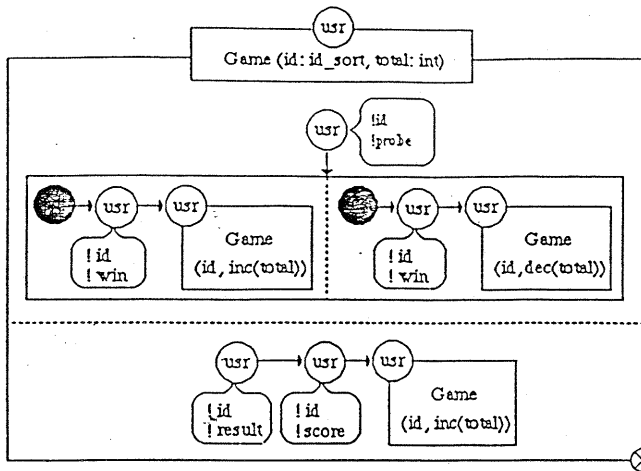 usr
Game (id: id_sort, total: int)
usr
!id
!probe
usr
usr
!id
!win
Game
(id, inc(total))
usr
usr
!id
!win
Game
(id,dec(total))
usr
usr
usr
!id
!result
!id
!score
Game
(id, inc(total))